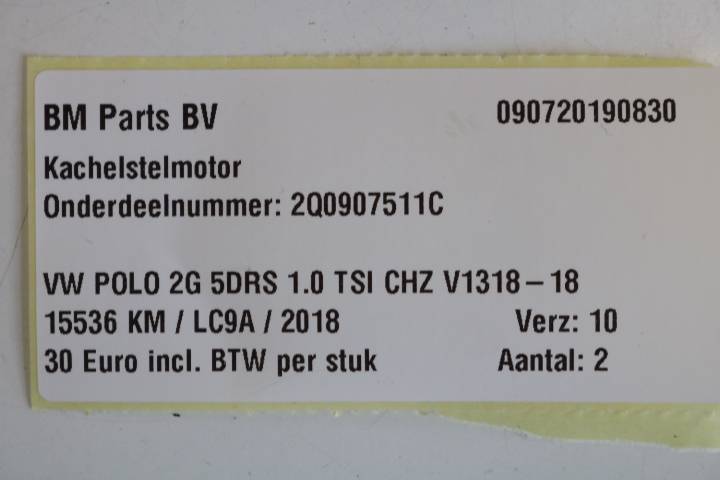 BM Parts BV 090720190830
Kachelstelmotor
Onderdeelnummer: 2Q0907511C
VW POLO 2G 5DRS 1.0 TSI CHZ V1318-18
15536 KM / LC9A / 2018 Verz: 10
30 Euro incl. BTW per stuk Aantal: 2